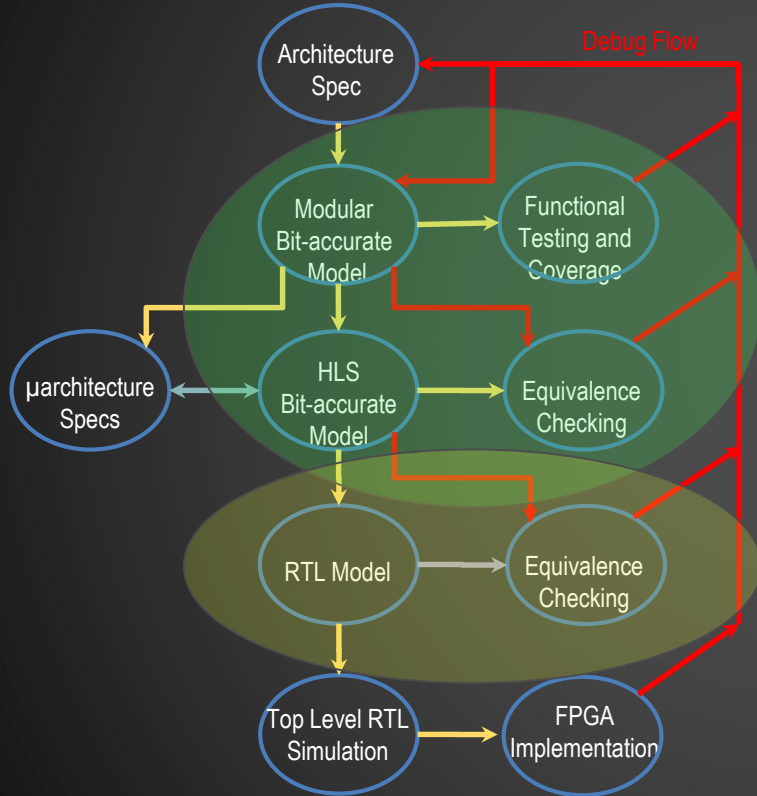 Debug Flow
Architecture
Spec
Modular
Bit-accurate
Model
Functional
Testing and
Coverage
µarchitecture
Specs
HLS
Bit-accurate
Model
Equivalence
Checking
RTL Model
Equivalence
Checking
Top Level RTL
Simulation
FPGA
Implementation